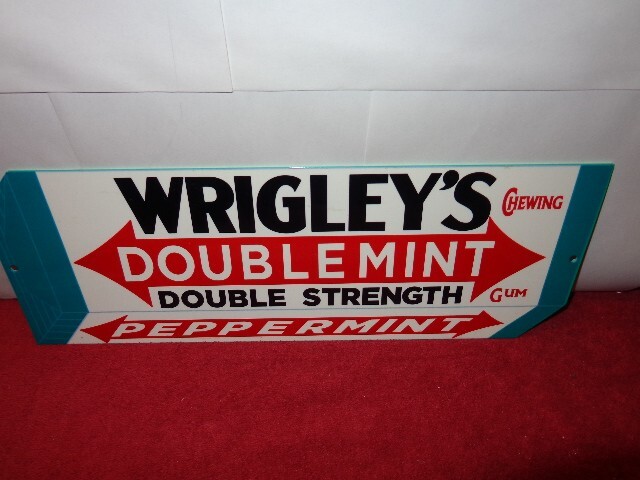 WRIGLEY'S
CHEWING
DOUBLEMINT
DOUBLE STRENGTH
GUM
PEPPERMINT